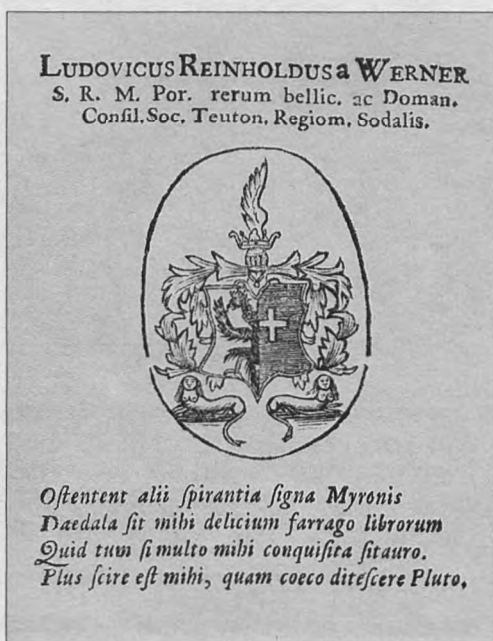 LUDOVICUS REINHOLDUS a WERNER
S. R. M. Por. rerum bellic. ac Doman.
Conſil. Soc. Teuton. Regiom. Sodalis.
Oſtentent alii ſpirantia ſigna Myronis
Daedala ſit mihi delicium farrago librorum
Quid tum ſi multo mihi conquiſita ſitauro.
Plus ſcire eſt mihi, quam coeco diteſcere Pluto.